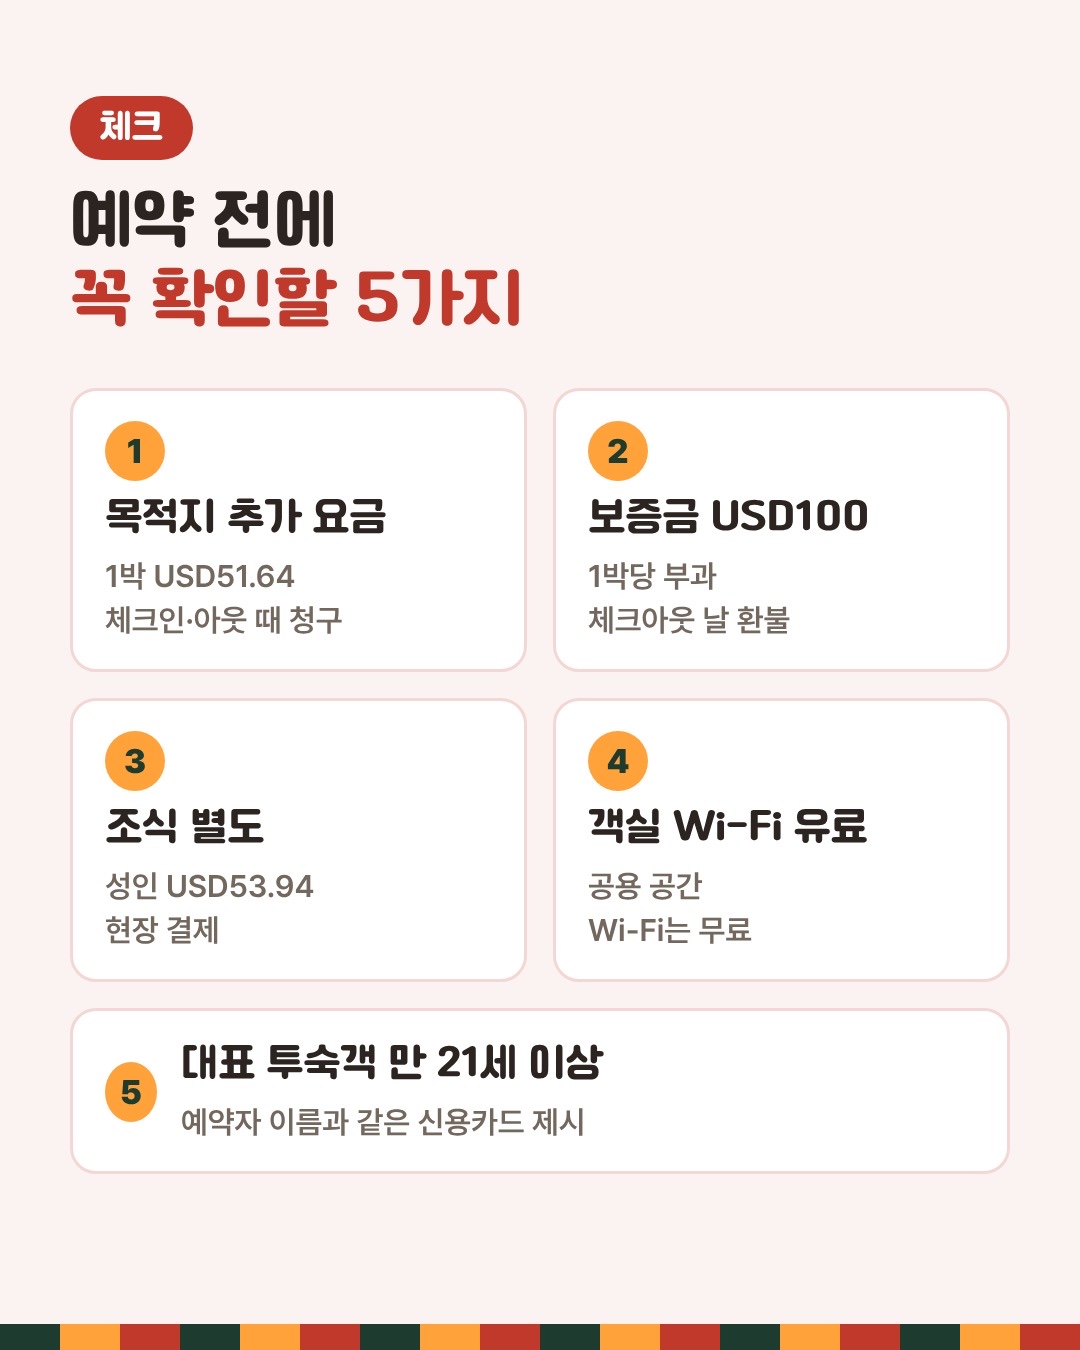 체크
예약 전에
꼭 확인할 5가지
1
목적지 추가 요금
1박 USD51.64
체크인·아웃 때 청구
2
보증금 USD100
1박당 부과
체크아웃 날 환불
3
조식 별도
성인 USD53.94
현장 결제
4
객실 Wi-Fi 유료
공용 공간
Wi-Fi는 무료
5
대표 투숙객 만 21세 이상
예약자 이름과 같은 신용카드 제시